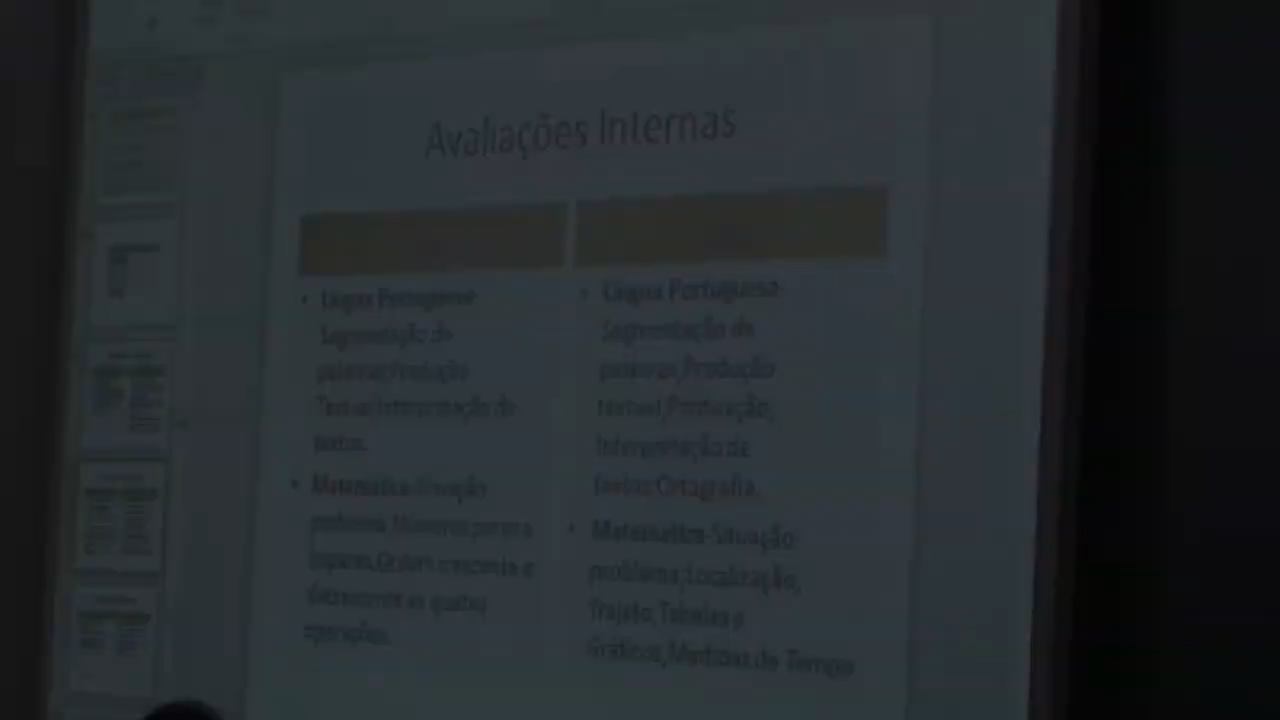 Avaliações Internas
• Língua Portuguesa
Segmentação de
palavras;Produção
Textual;Interpretação de
textos.
• Matemática-Situação
problema, Números pares e
ímpares,Ordem crescente e
decrescente as quatro
operações.
• Língua Portuguesa-
Segmentação de
palavras;Produção
textual;Pontuação;
Interpretação de
textos;Ortografia.
• Matemática-Situação
problema;Localização,
Trajeto, Tabelas e
Gráficos,Medidas de Tempo